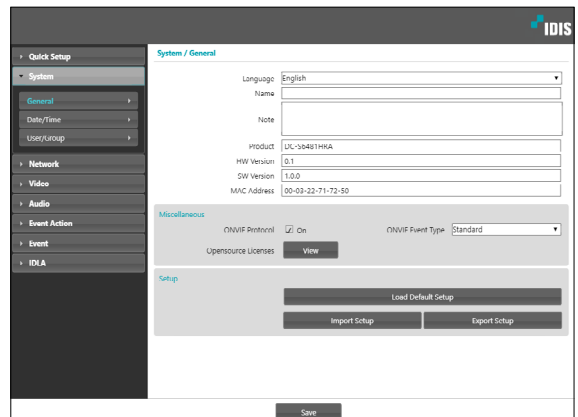 IDIS
Quick Setup
System
General
Date/Time
User/Group
Network
Video
Audio
Event Action
Event
IDLA
System / General
Language English
Name
Note
Product DC-S6481HRA
HW Version 0.1
SW Version 1.0.0
MAC Address 00-03-22-71-72-50
Miscellaneous
ONVIF Protocol On ONVIF Event Type Standard
Opensource Licenses View
Setup
Load Default Setup
Import Setup Export Setup
Save